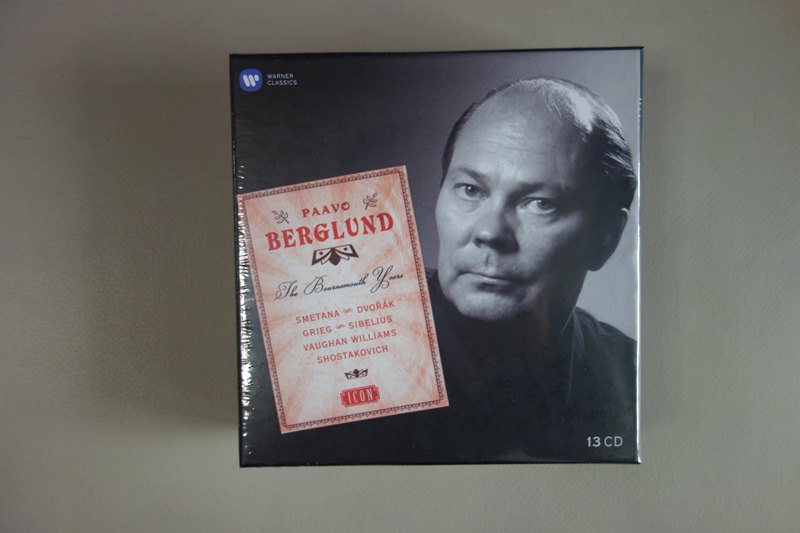 WARNER
CLASSICS
PAAVO
BERGLUND
The Bournemouth Years
SMETANA ~ DVOŘÁK
GRIEG ~ SIBELIUS
VAUGHAN WILLIAMS
SHOSTAKOVICH
ICON
13 CD